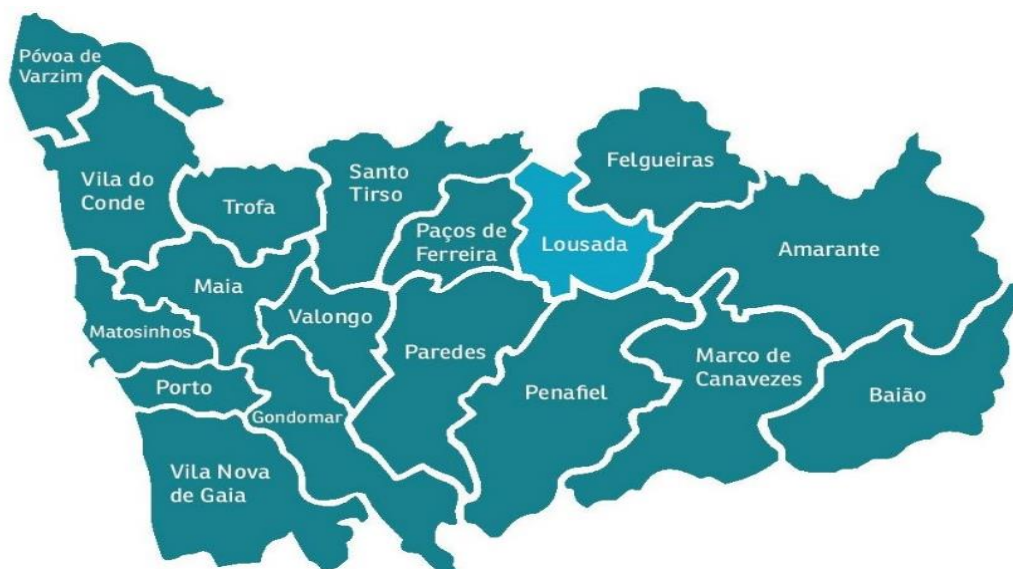 Póvoa de
Varzim
Vila do
Conde
Trofa
Santo
Tirso
Felgueiras
Paços de
Ferreira
Lousada
Amarante
Maia
Matosinhos
Valongo
Paredes
Marco de
Canavezes
Penafiel
Baião
Porto
Gondomar
Vila Nova
de Gaia